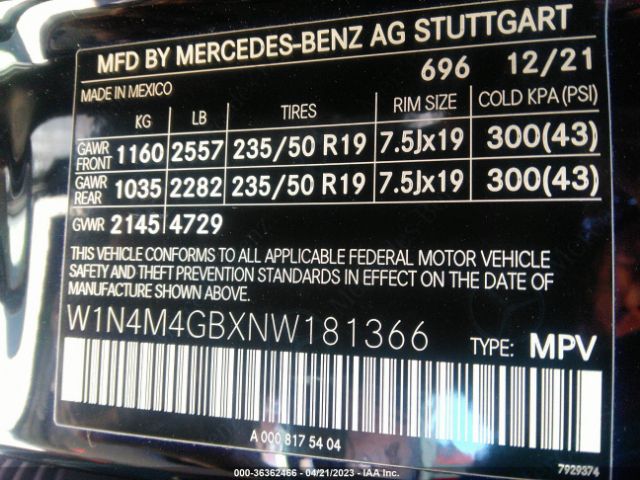 MFD BY MERCEDES-BENZ AG STUTTGART
696 12/21
MADE IN MEXICO
KG LB TIRES RIM SIZE COLD KPA(PSI)
GAWR FRONT 1160 2557 235/50 R19 7.5Jx19 300(43)
GAWR REAR 1035 2282 235/50 R19 7.5Jx19 300(43)
GVWR 2145 4729
THIS VEHICLE CONFORMS TO ALL APPLICABLE FEDERAL MOTOR VEHICLE
SAFETY AND THEFT PREVENTION STANDARDS IN EFFECT ON THE DATE OF
MANUFACTURE SHOWN ABOVE.
W1N4M4GBXNW181366 TYPE: MPV
A 000 817 54 04
7929374
000-36362466 - 04/21/2023 - IAA Inc.